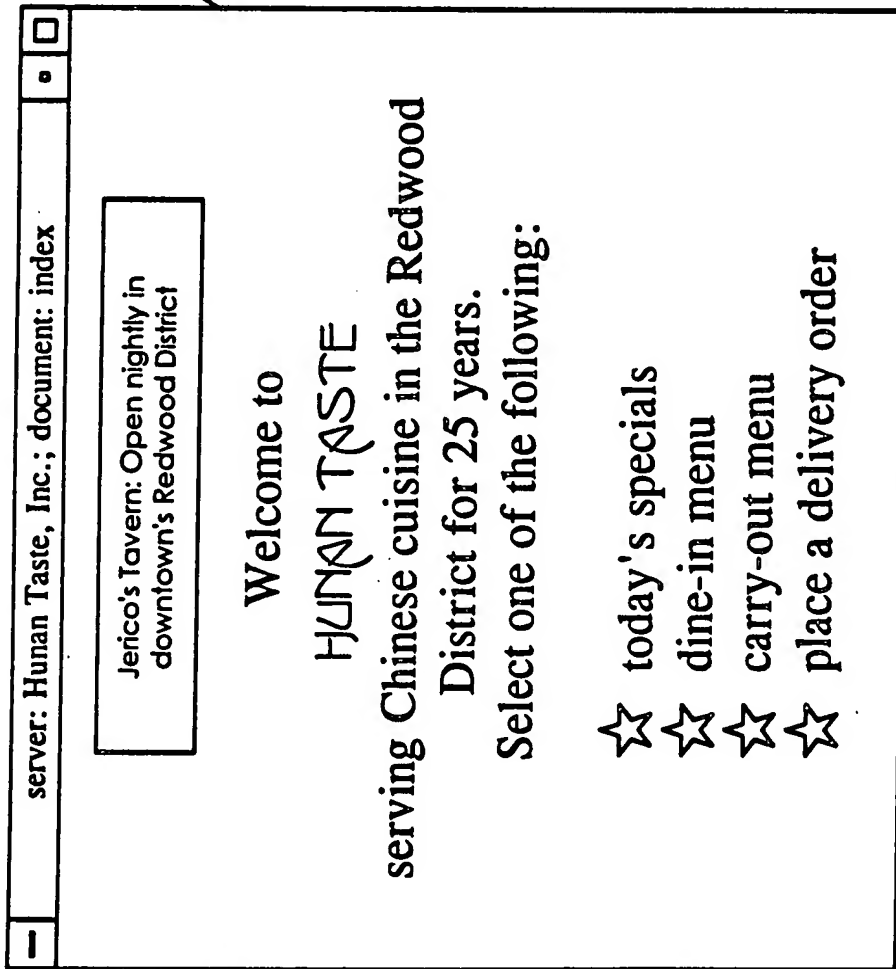 server: Hunan Taste, Inc.; document: index
Jerico's Tavern: Open nightly in
downtown's Redwood District
Welcome to
HUNAN TASTE
serving Chinese cuisine in the Redwood
District for 25 years.
Select one of the following:
today's specials
dine-in menu
carry-out menu
place a delivery order